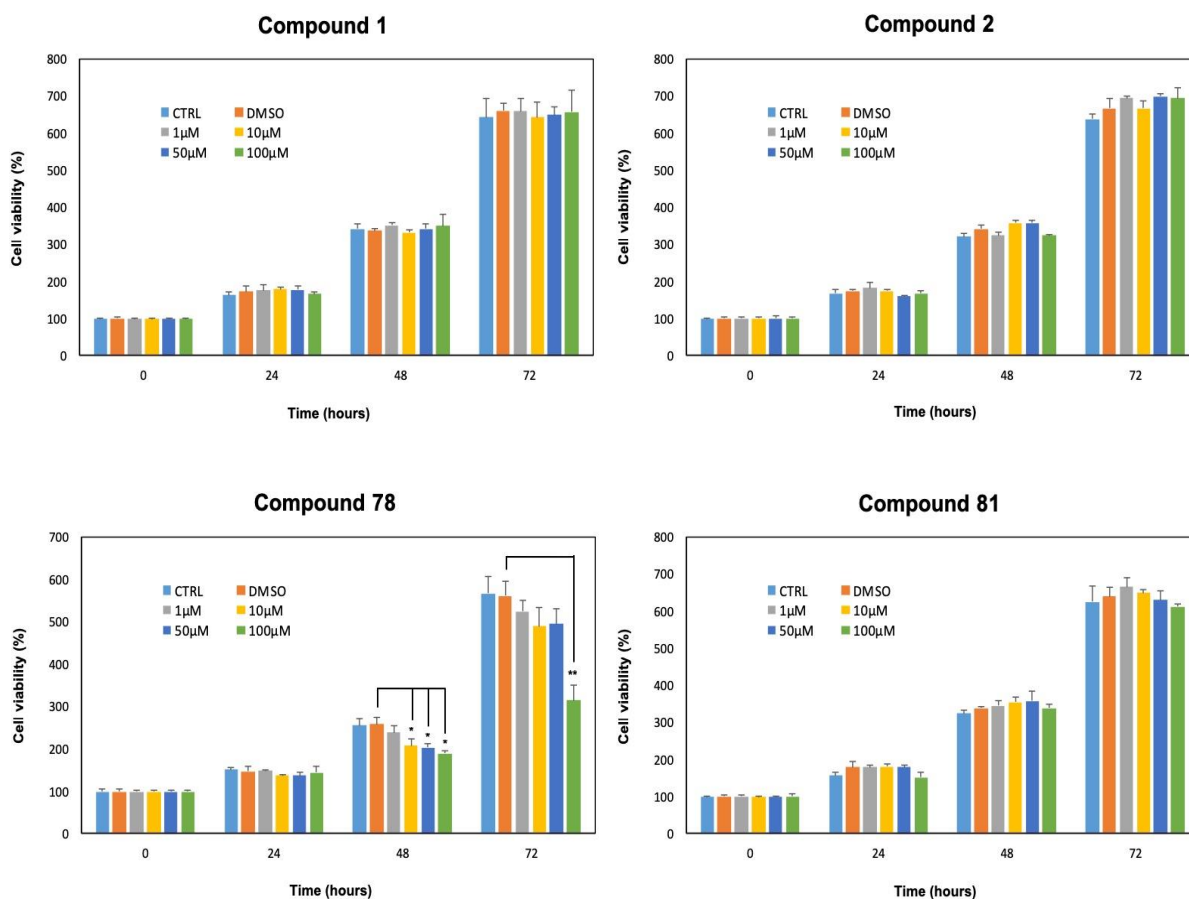 Compound 1
800
700
600
500
400
300
200
100
0
Cell viability (%)
CTRL DMSO
1µM 10µM
50µM 100µM
0 24 48 72
Time (hours)
Compound 2
800
700
600
500
400
300
200
100
0
Cell viability (%)
CTRL DMSO
1µM 10µM
50µM 100µM
0 24 48 72
Time (hours)
Compound 78
700
600
500
400
300
200
100
0
Cell viability (%)
CTRL DMSO
1µM 10µM
50µM 100µM
**
* * *
0 24 48 72
Time (hours)
Compound 81
800
700
600
500
400
300
200
100
0
Cell viability (%)
CTRL DMSO
1µM 10µM
50µM 100µM
0 24 48 72
Time (hours)